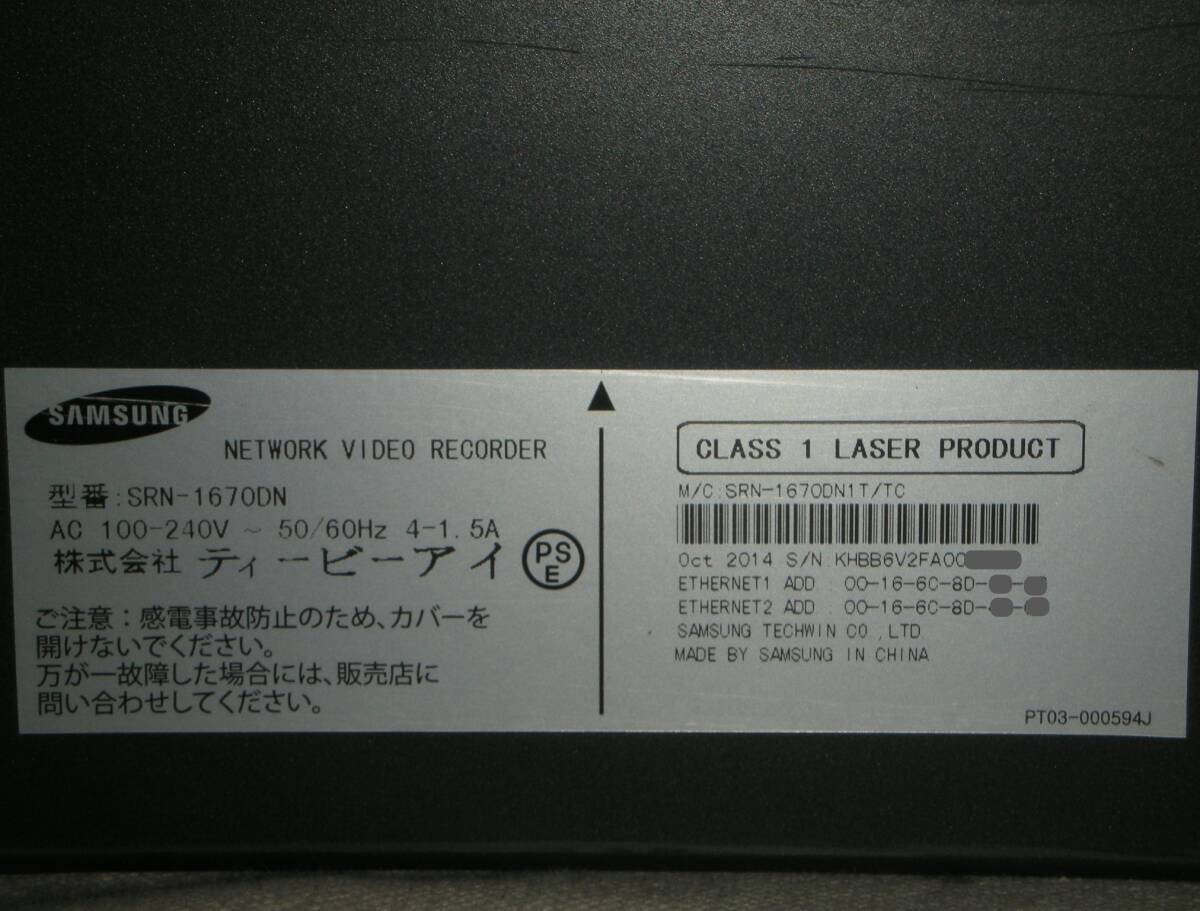 SAMSUNG
NETWORK VIDEO RECORDER
型番:SRN-1670DN
AC 100-240V ~ 50/60Hz 4-1.5A
株式会社 ティービーアイ
PS
E
ご注意：感電事故防止のため、カバーを
開けないでください。
万が一故障した場合には、販売店に
問い合わせしてください。
CLASS 1 LASER PRODUCT
M/C:SRN-1670DN1T/TC
Oct 2014 S/N:KHBB6V2FA00
ETHERNET1 ADD : 00-16-6C-8D- -
ETHERNET2 ADD : 00-16-6C-8D- -
SAMSUNG TECHWIN CO.,LTD
MADE BY SAMSUNG IN CHINA
PT03-000594J